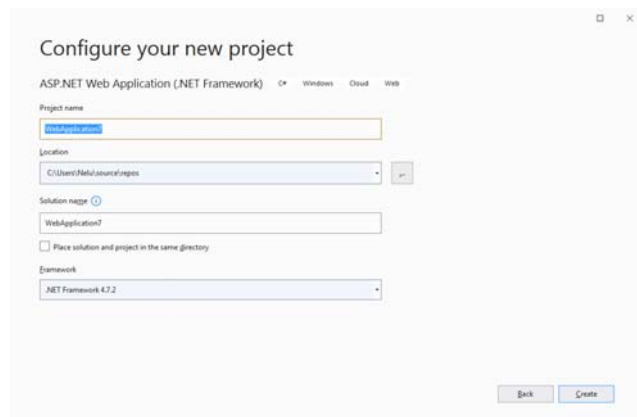 Configure your new project
ASP.NET Web Application (.NET Framework) C# Windows Cloud Web
Project name
WebApplication7
Location
C:\Users\Nelu\source\repos
Solution name
WebApplication7
Place solution and project in the same directory
Framework
.NET Framework 4.7.2
Back Create